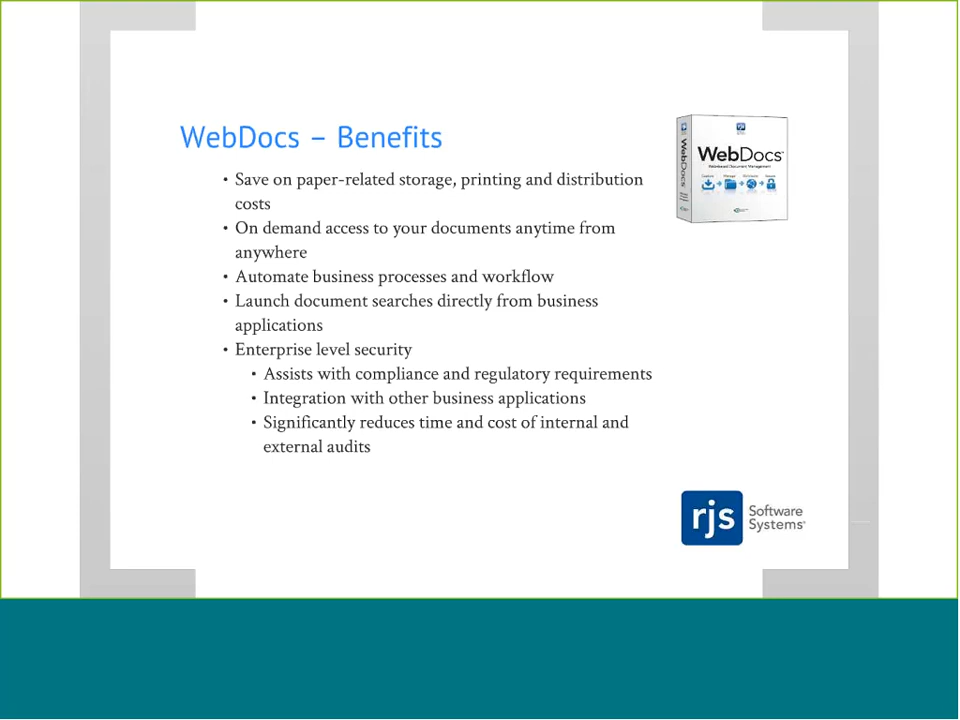 WebDocs – Benefits
• Save on paper-related storage, printing and distribution
costs
• On demand access to your documents anytime from
anywhere
• Automate business processes and workflow
• Launch document searches directly from business
applications
• Enterprise level security
• Assists with compliance and regulatory requirements
• Integration with other business applications
• Significantly reduces time and cost of internal and
external audits
WebDocs
WebDocs
rjs Software
Systems